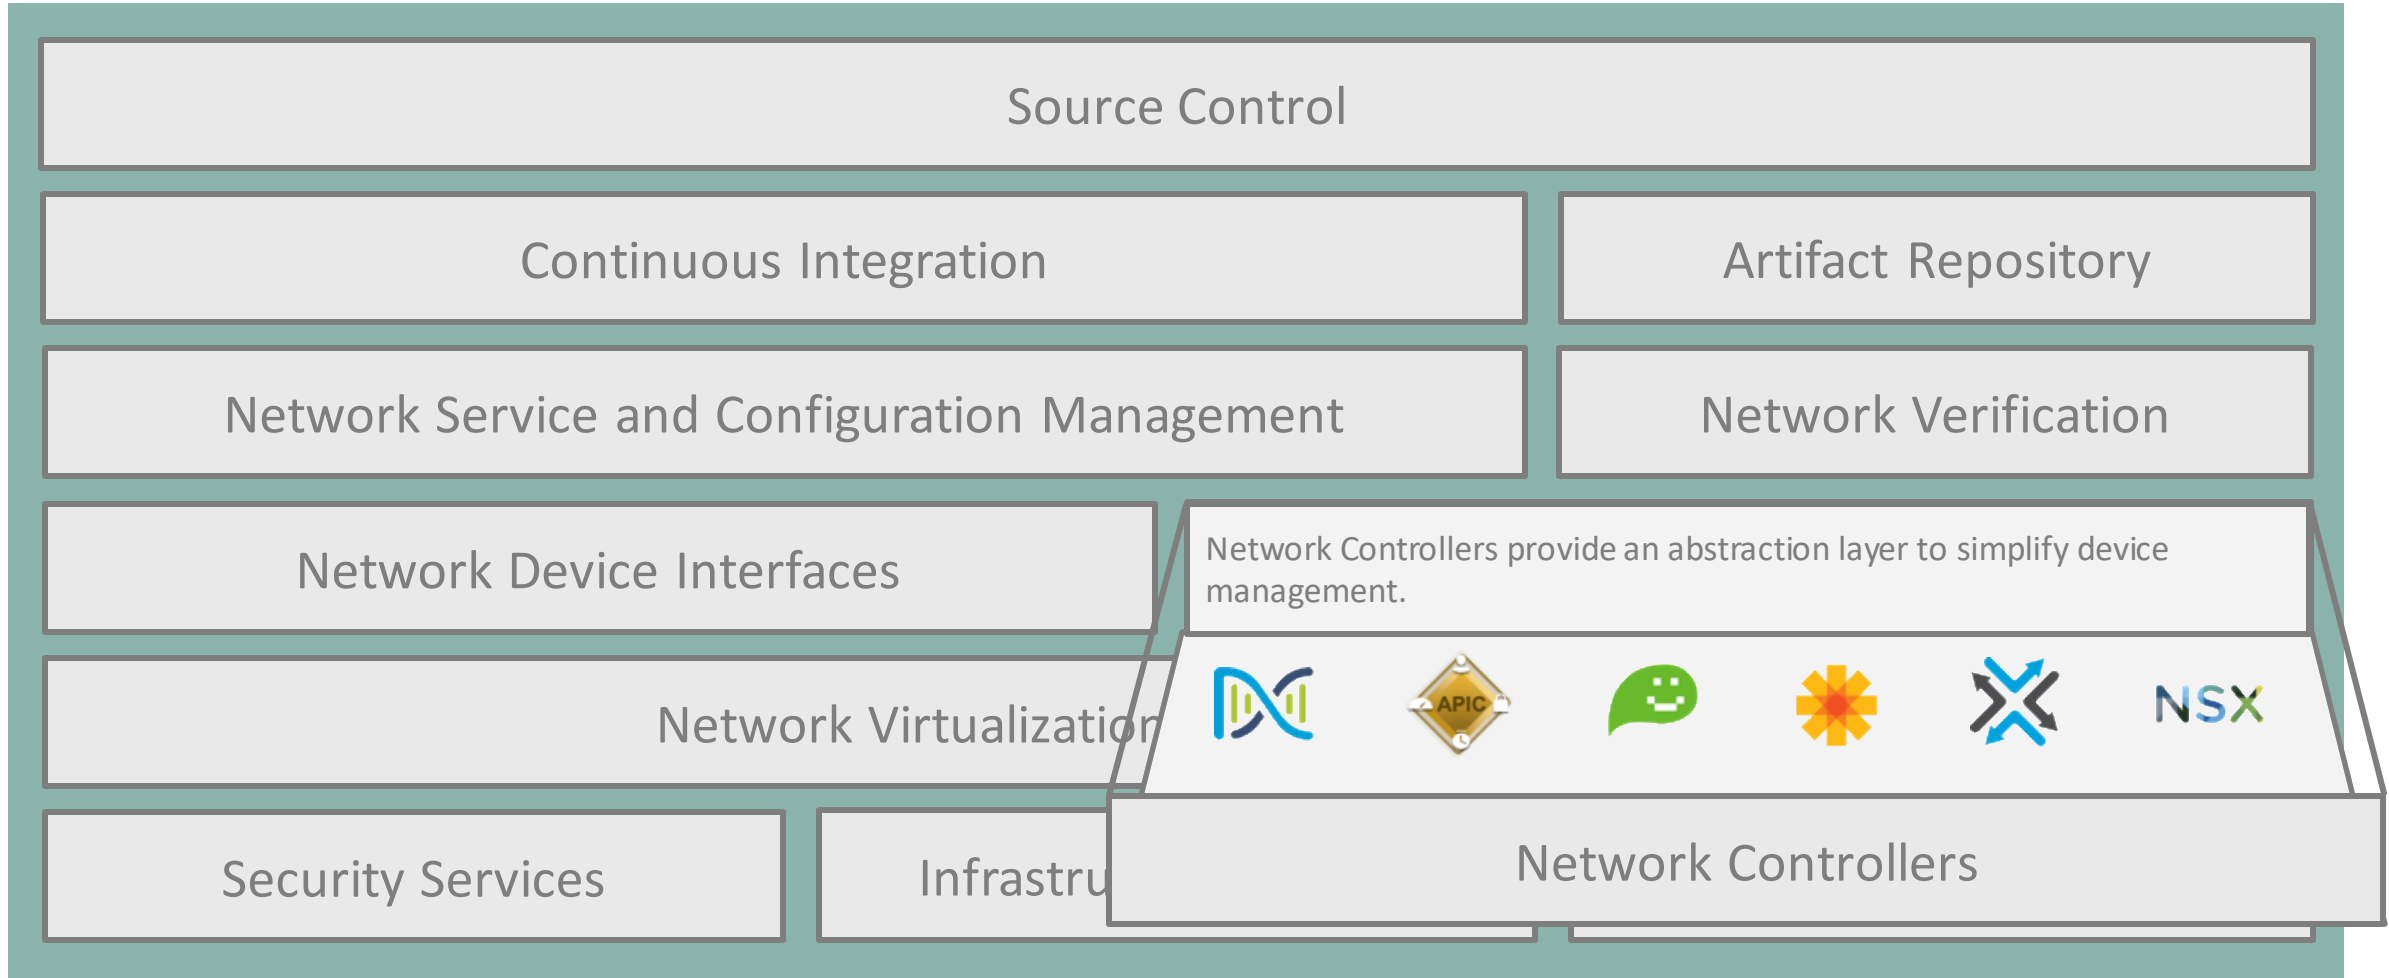 Source Control
Continuous Integration
Artifact Repository
Network Service and Configuration Management
Network Verification
Network Device Interfaces
Network Controllers provide an abstraction layer to simplify device
management.
Network Virtualization
APIC
NSX
Security Services
Infrastru
Network Controllers